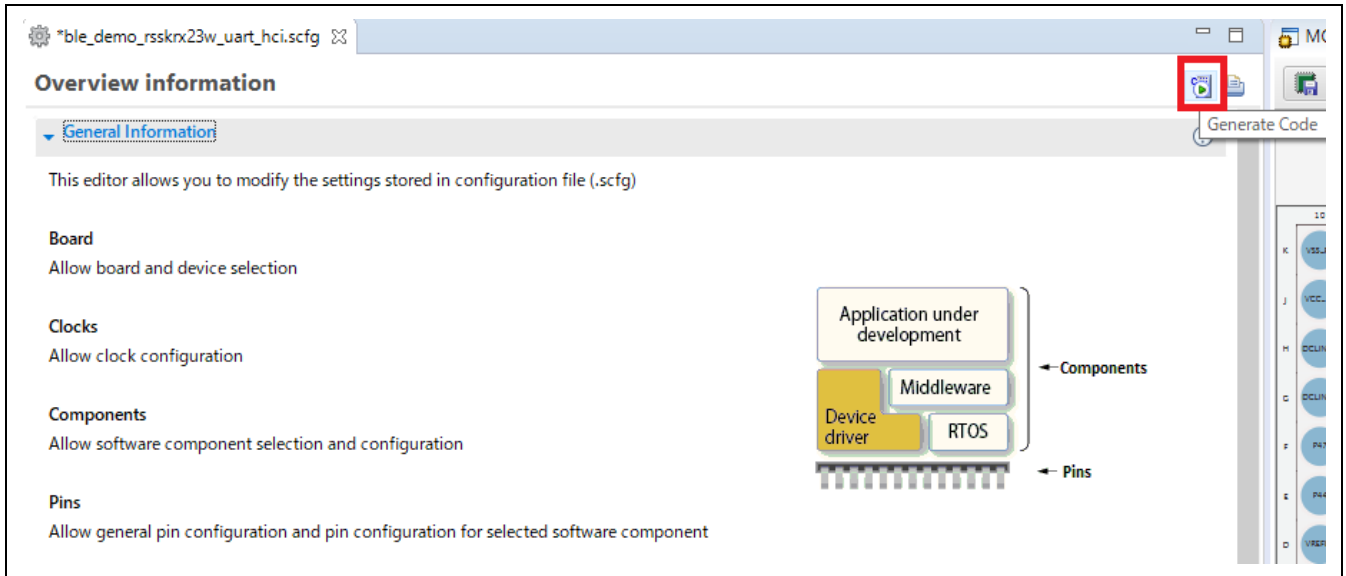 *ble_demo_rsskrx23w_uart_hci.scfg
Overview information
Generate Code
General Information
This editor allows you to modify the settings stored in configuration file (.scfg)
Board
Allow board and device selection
Clocks
Allow clock configuration
Components
Allow software component selection and configuration
Pins
Allow general pin configuration and pin configuration for selected software component
Application under
development
Middleware
Device
driver
RTOS
Components
Pins
10
K
J
H
G
F
E
D